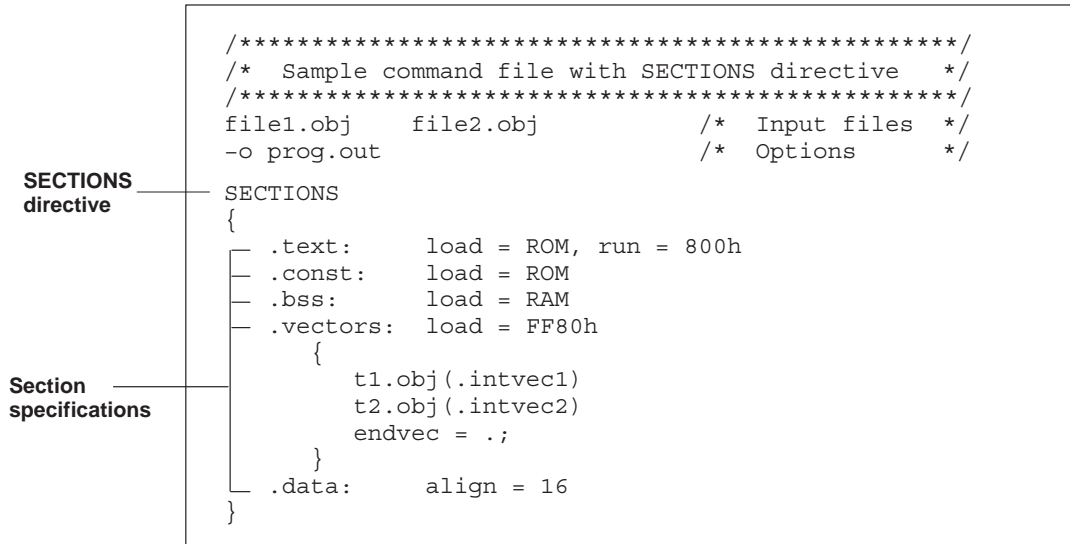 /**************************************************/
/*  Sample command file with SECTIONS directive   */
/**************************************************/
file1.obj    file2.obj           /*  Input files  */
–o prog.out                      /*  Options      */
SECTIONS directive
SECTIONS
{
.text:     load = ROM, run = 800h
.const:    load = ROM
.bss:      load = RAM
.vectors:  load = FF80h
{
t1.obj(.intvec1)
t2.obj(.intvec2)
endvec = .;
}
Section specifications
.data:     align = 16
}